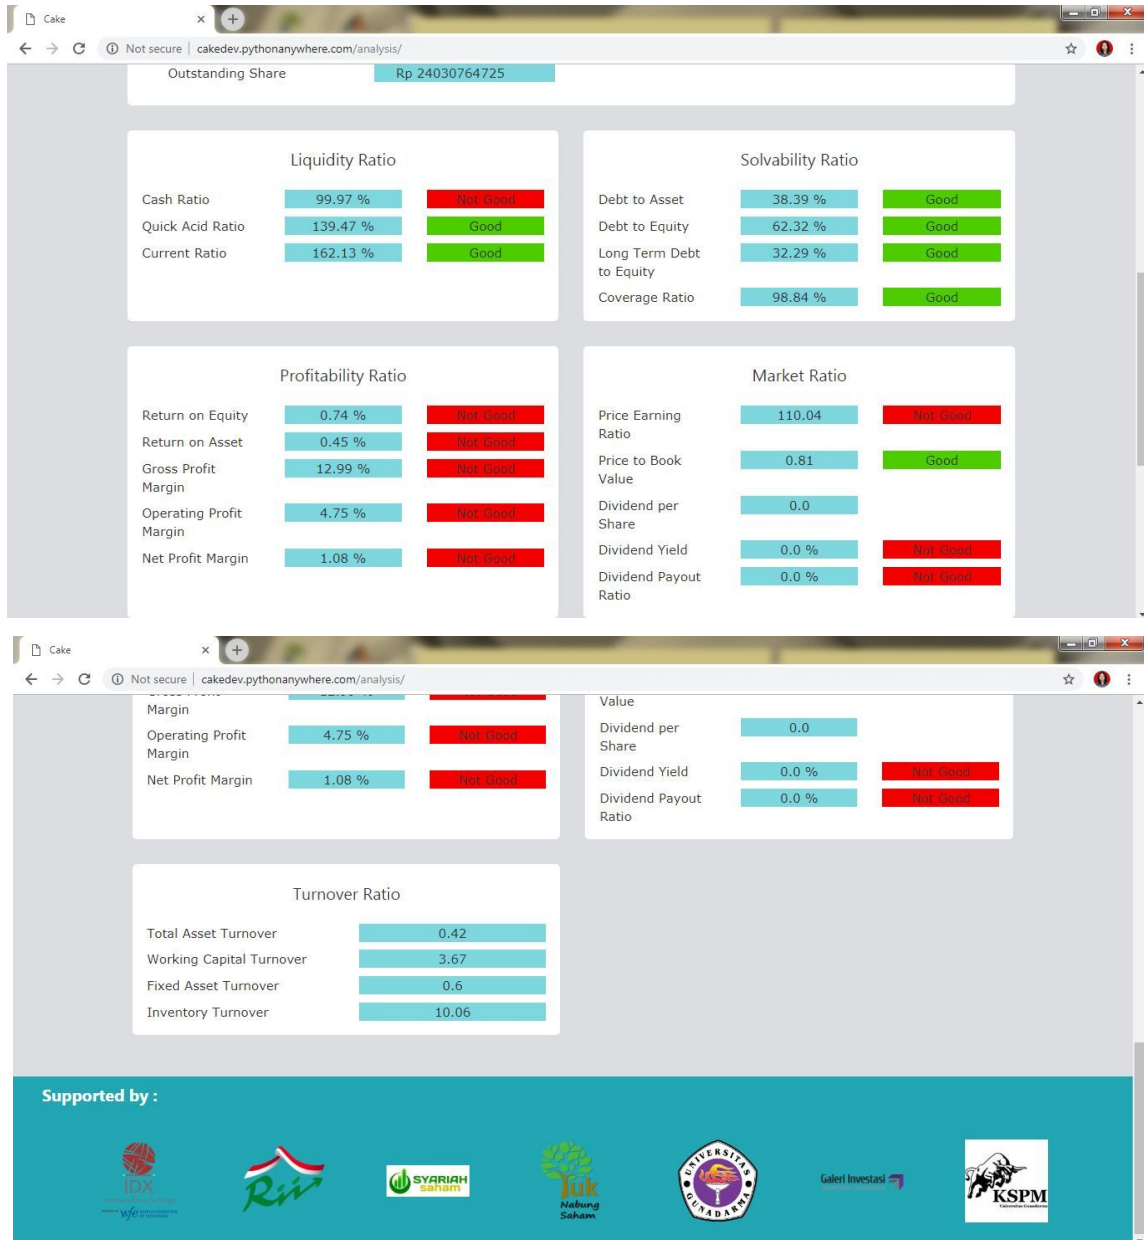 Cake
Not secure | cakedev.pythonanywhere.com/analysis/
Outstanding Share Rp 24030764725
Liquidity Ratio
Cash Ratio 99.97 % Not Good
Quick Acid Ratio 139.47 % Good
Current Ratio 162.13 % Good
Solvability Ratio
Debt to Asset 38.39 % Good
Debt to Equity 62.32 % Good
Long Term Debt 32.29 % Good
to Equity
Coverage Ratio 98.84 % Good
Profitability Ratio
Return on Equity 0.74 % Not Good
Return on Asset 0.45 % Not Good
Gross Profit 12.99 % Not Good
Margin
Operating Profit 4.75 % Not Good
Margin
Net Profit Margin 1.08 % Not Good
Market Ratio
Price Earning 110.04 Not Good
Ratio
Price to Book 0.81 Good
Value
Dividend per 0.0
Share
Dividend Yield 0.0 % Not Good
Dividend Payout 0.0 % Not Good
Ratio
Cake
Not secure | cakedev.pythonanywhere.com/analysis/
Margin
Operating Profit 4.75 % Not Good
Margin
Net Profit Margin 1.08 % Not Good
Value
Dividend per 0.0
Share
Dividend Yield 0.0 % Not Good
Dividend Payout 0.0 % Not Good
Ratio
Turnover Ratio
Total Asset Turnover 0.42
Working Capital Turnover 3.67
Fixed Asset Turnover 0.6
Inventory Turnover 10.06
Supported by :
IDX
wfe
SYARIAH
saham
Yuk
Nabung
Saham
UNIVERSITAS
GUNADARMA
Galeri Investasi
KSPM
Universitas Gunadarma